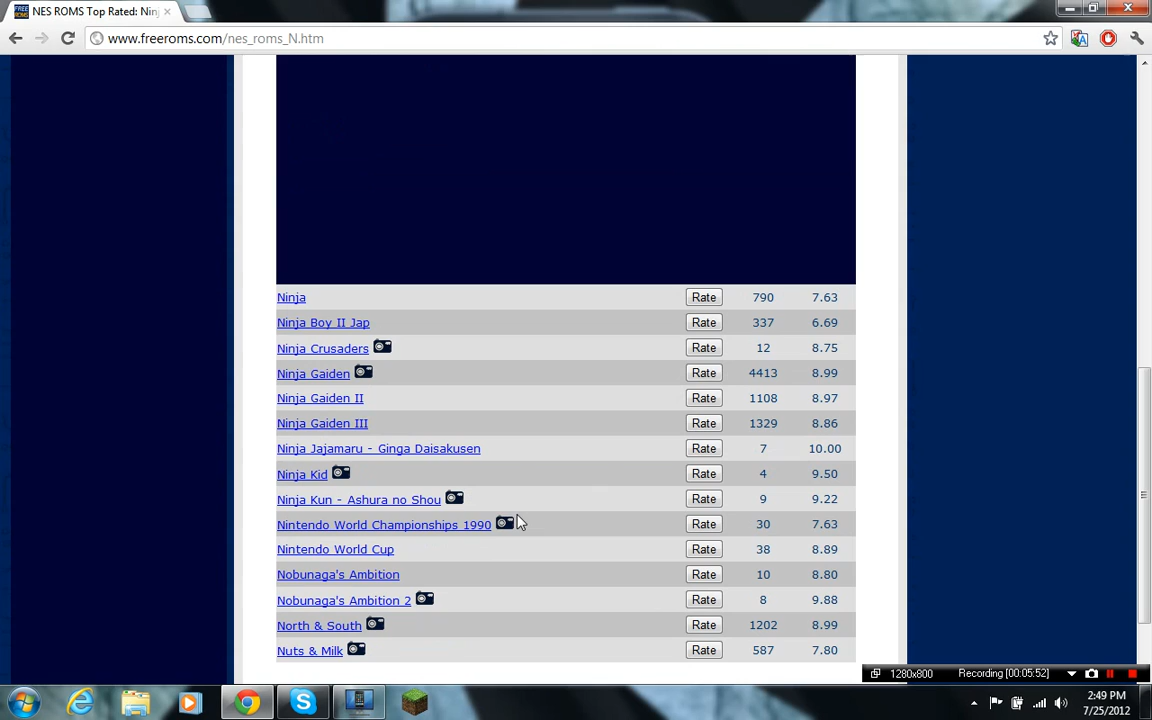 NES ROMS Top Rated: Nin
www.freeroms.com/nes_roms_N.htm
Ninja Rate 790 7.63
Ninja Boy II Jap Rate 337 6.69
Ninja Crusaders Rate 12 8.75
Ninja Gaiden Rate 4413 8.99
Ninja Gaiden II Rate 1108 8.97
Ninja Gaiden III Rate 1329 8.86
Ninja Jajamaru - Ginga Daisakusen Rate 7 10.00
Ninja Kid Rate 4 9.50
Ninja Kun - Ashura no Shou Rate 9 9.22
Nintendo World Championships 1990 Rate 30 7.63
Nintendo World Cup Rate 38 8.89
Nobunaga's Ambition Rate 10 8.80
Nobunaga's Ambition 2 Rate 8 9.88
North & South Rate 1202 8.99
Nuts & Milk Rate 587 7.80
1280x800 Recording [00:05:52]
2:49 PM
7/25/2012